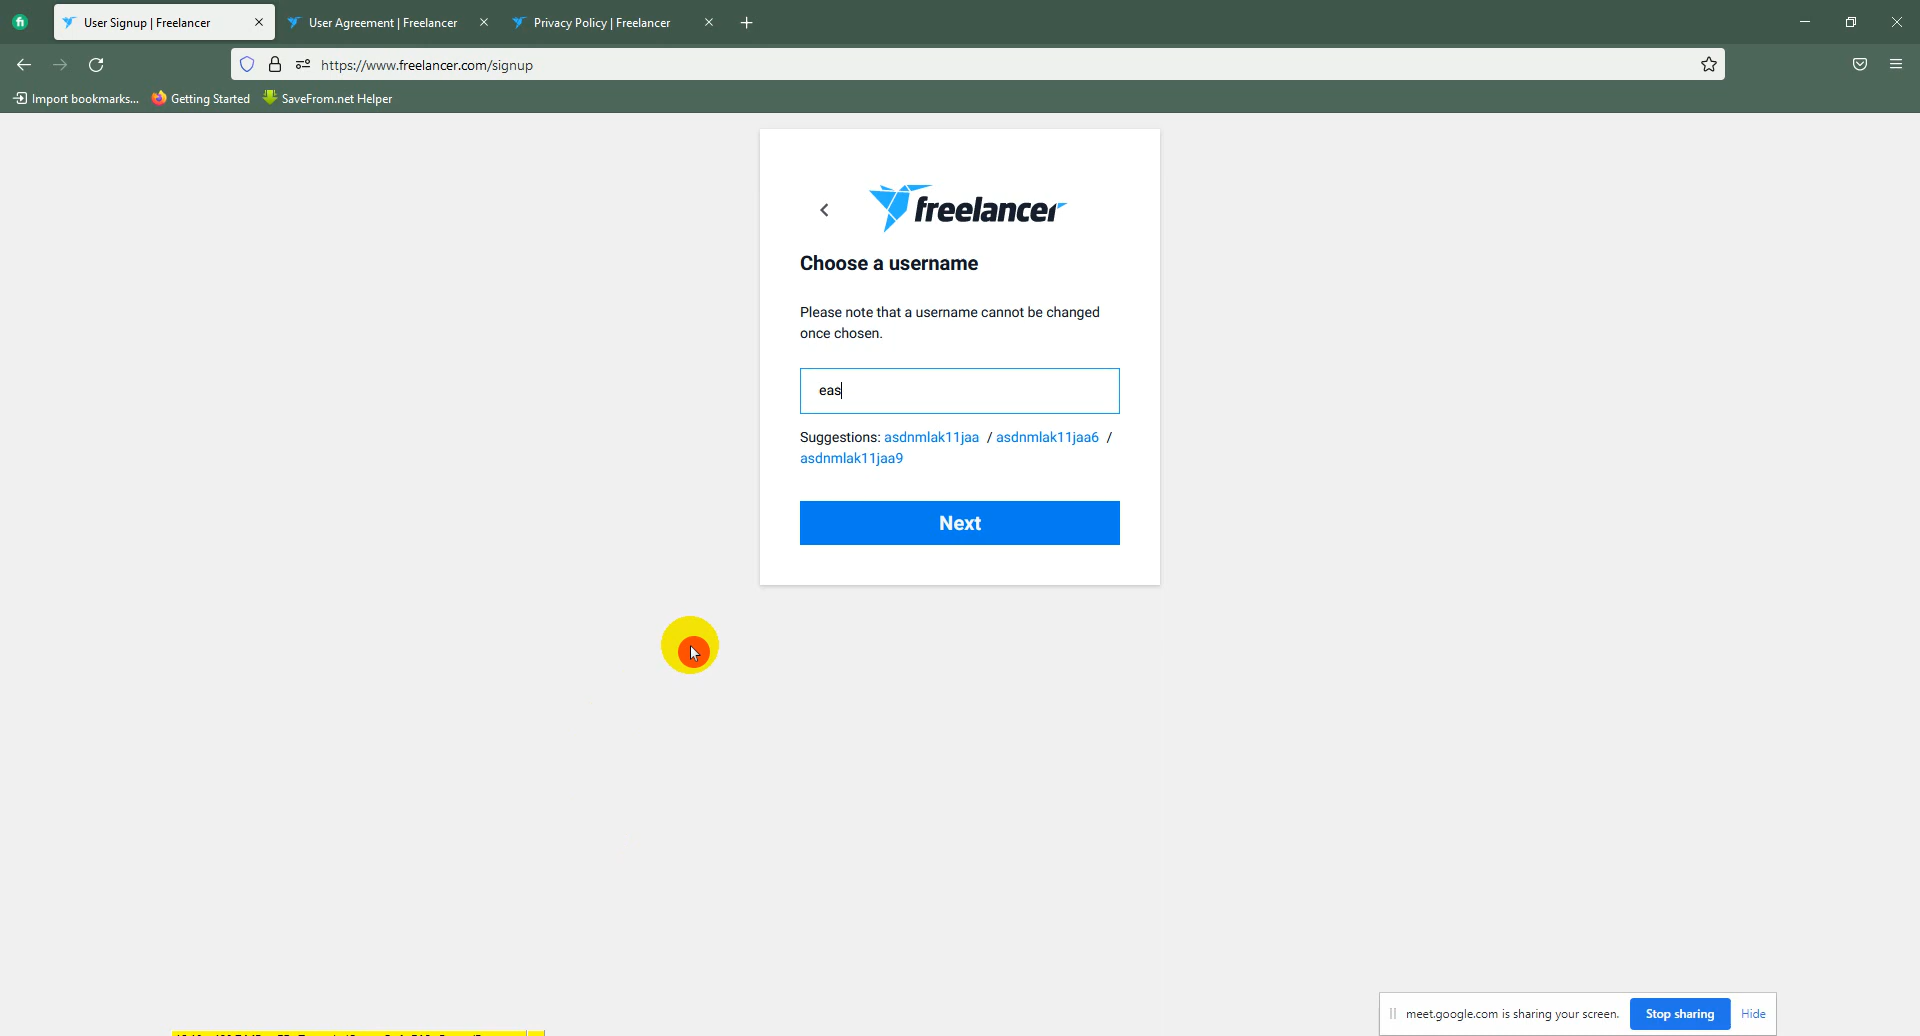 User Signup | Freelancer
User Agreement | Freelancer
Privacy Policy | Freelancer
https://www.freelancer.com/signup
Import bookmarks...
Getting Started
SaveFrom.net Helper
freelancer
Choose a username
Please note that a username cannot be changed
once chosen.
eas
Suggestions: asdnmlak11jaa / asdnmlak11jaa6 /
asdnmlak11jaa9
Next
meet.google.com is sharing your screen.
Stop sharing
Hide